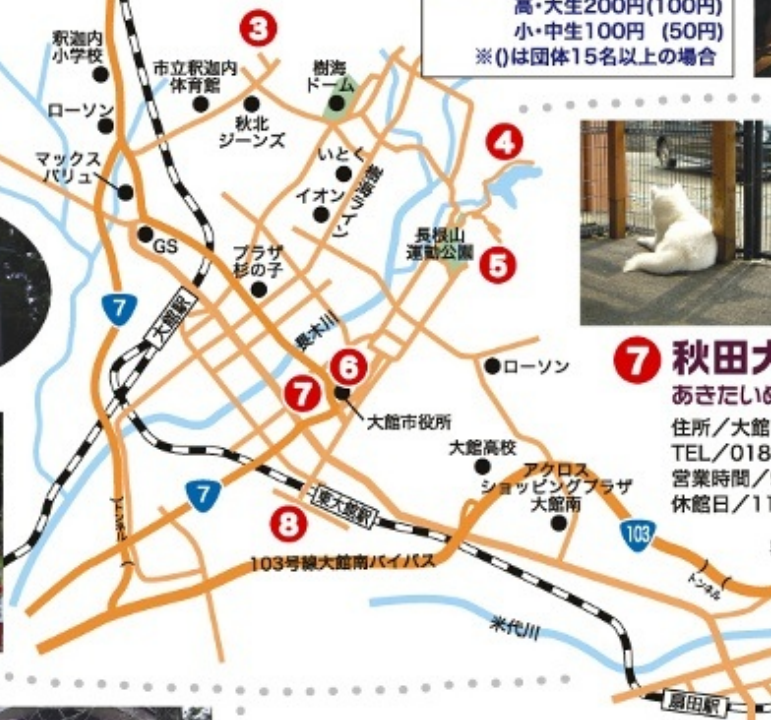 高・大生200円(100円)
小・中生100円 (50円)
※()は団体15名以上の場合
3
釈迦内
小学校
市立釈迦内
体育館
樹海
ドーム
ローソン
秋北
ジーンズ
マックス
バリュー
いとく
樹海ライン
イオン
4
GS
プラザ
杉の子
長根山
運動公園
5
7
大館駅
長木川
6
7
大館市役所
ローソン
7
秋田犬
あきたいぬ
住所／大館
TEL／018
営業時間／
休館日／11
大館高校
アクロス
ショッピングプラザ
大館南
7
東大館駅
8
トンネル
103
103号線大館南バイパス
トンネル
米代川
扇田駅